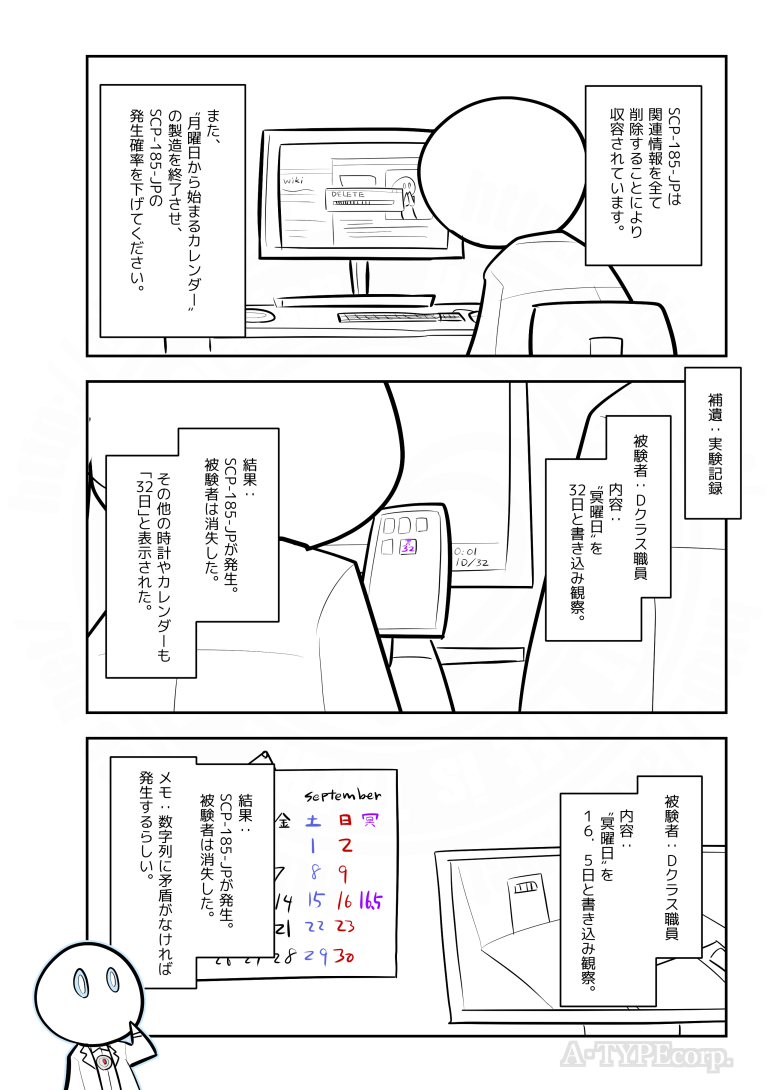 SCP-185-JPは
関連情報を全て
削除することにより
収容されています。
また、
“月曜日から始まるカレンダー”
の製造を終了させ、
SCP-185-JPの
発生確率を下げてください。
wiki
DELETE
補遺：実験記録
被験者：Dクラス職員
内容：
“冥曜日”を
32日と書き込み観察。
32
0:01
10/32
結果：
SCP-185-JPが発生。
被験者は消失した。
その他の時計やカレンダーも
「32日」と表示された。
被験者：Dクラス職員
内容：
“冥曜日”を
16．5日と書き込み観察。
september
金 土 日 冥
1 2
7 8 9
14 15 16 16.5
21 22 23
28 29 30
結果：
SCP-185-JPが発生。
被験者は消失した。
メモ：数字列に矛盾がなければ
発生するらしい。
A-TYPEcorp.